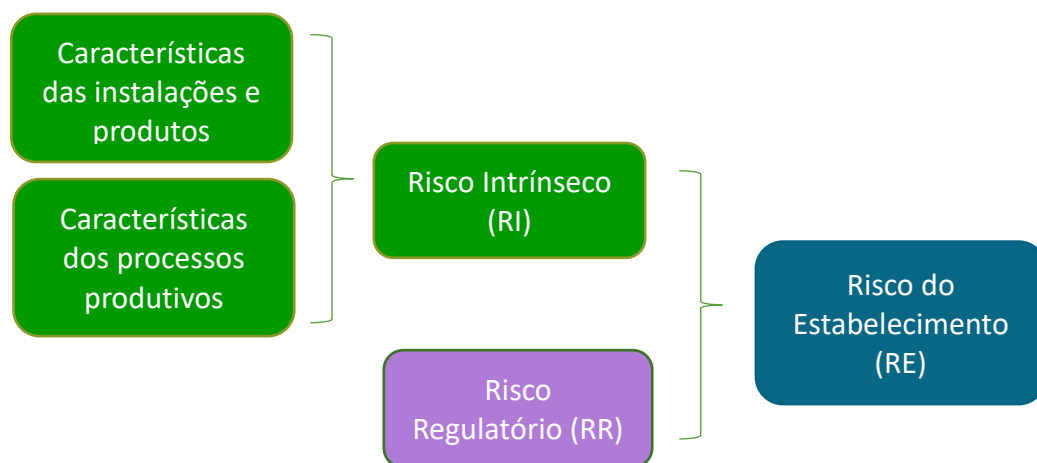 Características
das instalações e
produtos
Características
dos processos
produtivos
Risco Intrínseco
(RI)
Risco
Regulatório (RR)
Risco do
Estabelecimento
(RE)